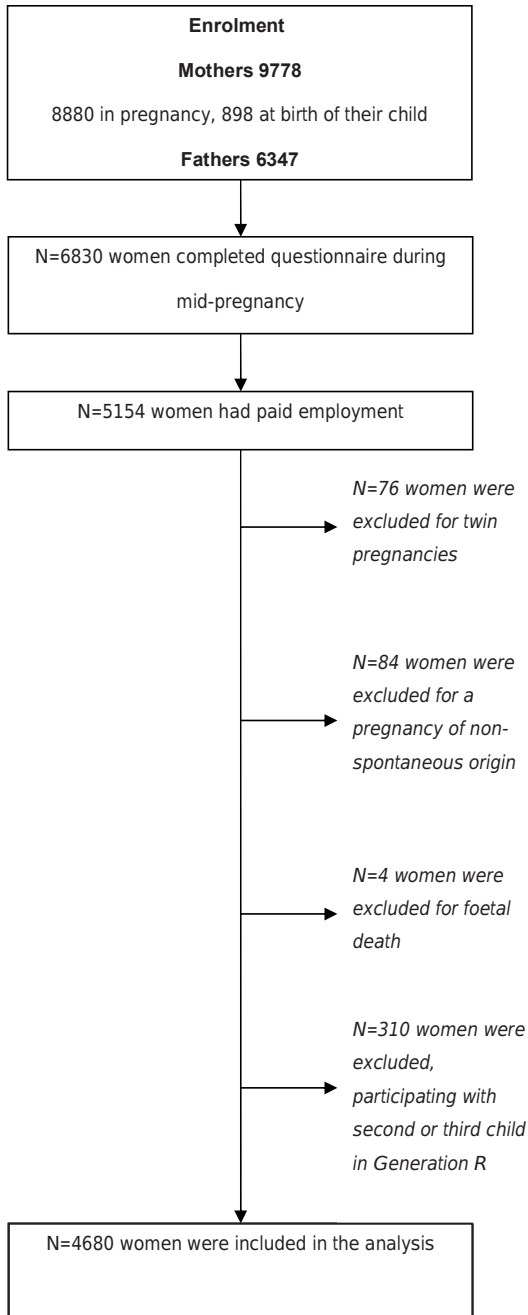 Enrolment
Mothers 9778
8880 in pregnancy, 898 at birth of their child
Fathers 6347
N=6830 women completed questionnaire during
mid-pregnancy
N=5154 women had paid employment
N=76 women were
excluded for twin
pregnancies
N=84 women were
excluded for a
pregnancy of non-
spontaneous origin
N=4 women were
excluded for foetal
death
N=310 women were
excluded,
participating with
second or third child
in Generation R
N=4680 women were included in the analysis